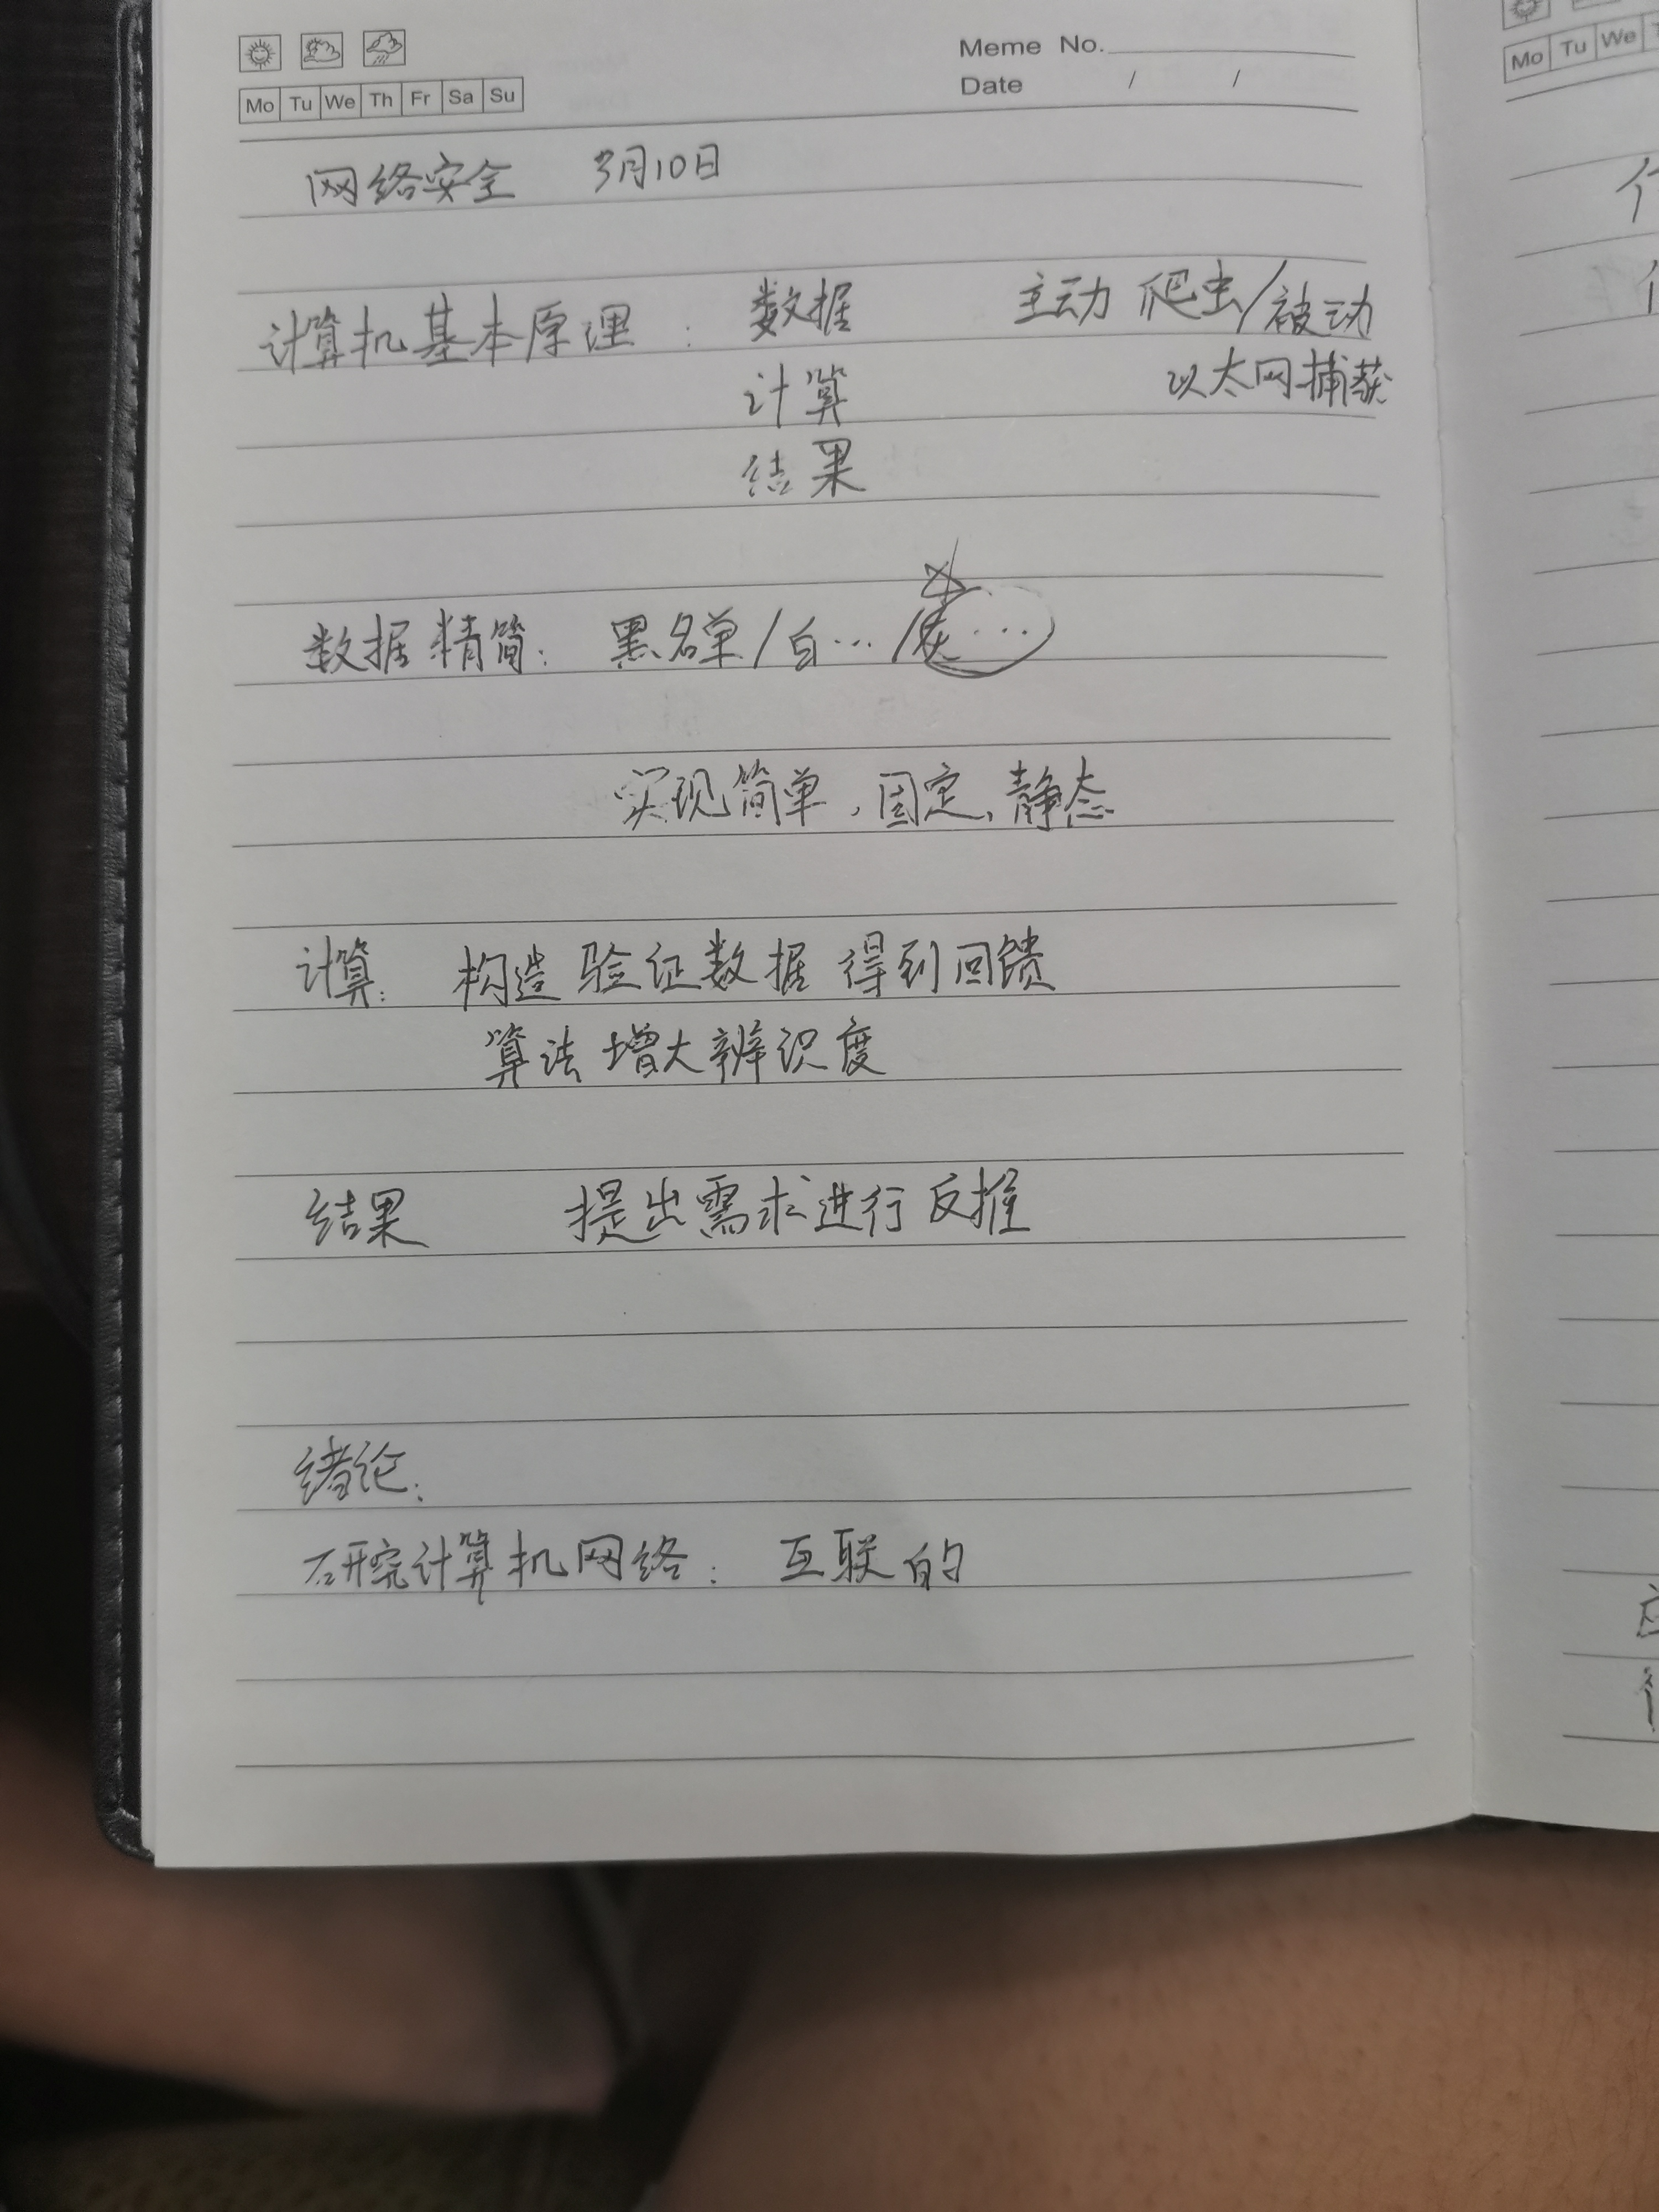 Meme No.
Mo Tu We Th Fr Sa Su
Date / /
网络安全 3月10日
计算机基本原理: 数据 主动 爬虫/被动
计算 以太网捕获
结果
数据精简: 黑名单/白…/灰…
实现简单,固定、静态
计算: 构造验证数据 得到回馈
算法增大辨识度
结果 提出需求进行反推
绪论:
研究计算机网络: 互联的
Mo Tu We